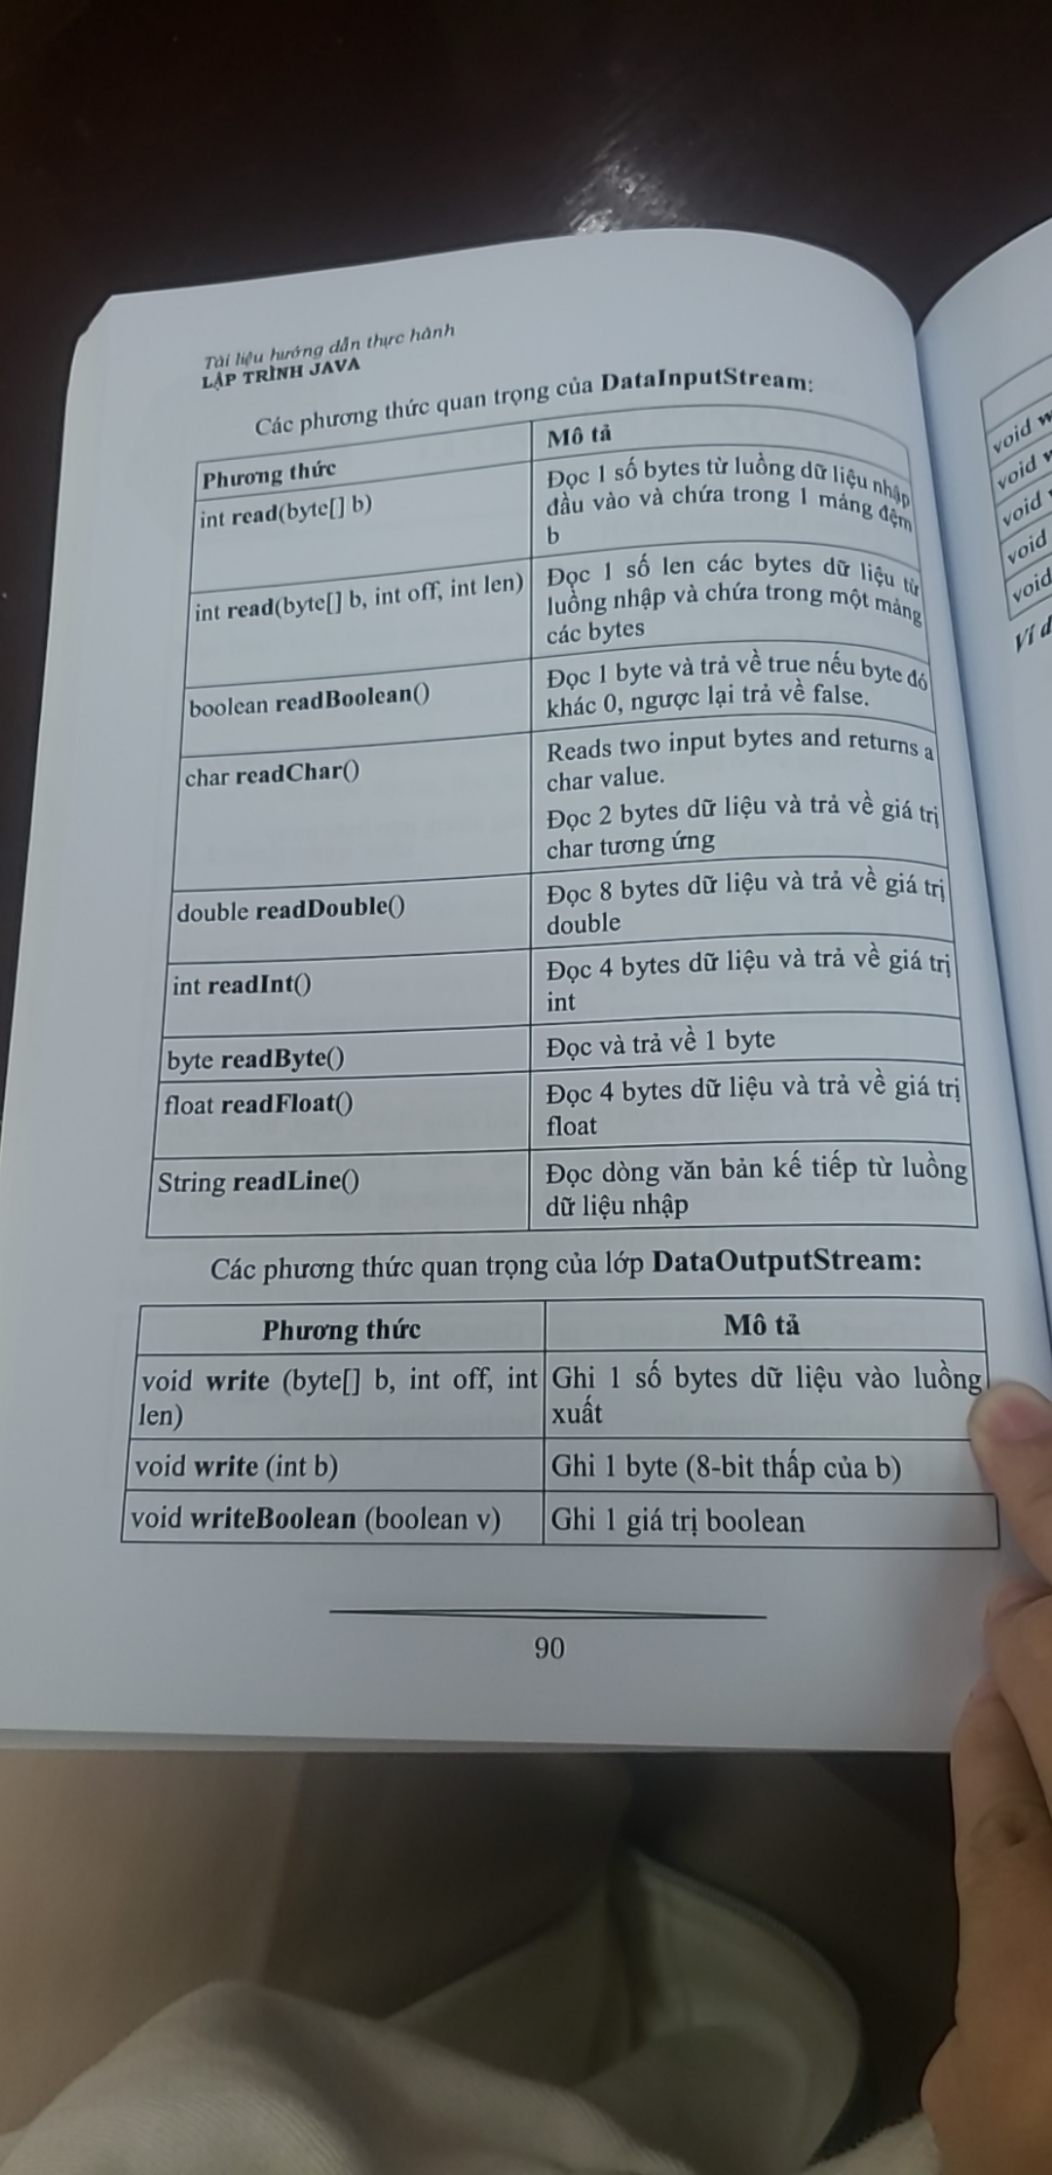 Tài liệu hướng dẫn thực hành
LẬP TRÌNH JAVA
Các phương thức quan trọng của DataInputStream:
Phương thức
Mô tả
int read(byte[] b)
Đọc 1 số bytes từ luồng dữ liệu nhập
đầu vào và chứa trong 1 mảng đệm
b
int read(byte[] b, int off, int len)
Đọc 1 số len các bytes dữ liệu từ
luồng nhập và chứa trong một mảng
các bytes
boolean readBoolean()
Đọc 1 byte và trả về true nếu byte đó
khác 0, ngược lại trả về false.
char readChar()
Reads two input bytes and returns a
char value.
Đọc 2 bytes dữ liệu và trả về giá trị
char tương ứng
double readDouble()
Đọc 8 bytes dữ liệu và trả về giá trị
double
int readInt()
Đọc 4 bytes dữ liệu và trả về giá trị
int
byte readByte()
Đọc và trả về 1 byte
float readFloat()
Đọc 4 bytes dữ liệu và trả về giá trị
float
String readLine()
Đọc dòng văn bản kế tiếp từ luồng
dữ liệu nhập
Các phương thức quan trọng của lớp DataOutputStream:
Phương thức
Mô tả
void write (byte[] b, int off, int
len)
Ghi 1 số bytes dữ liệu vào luồng
xuất
void write (int b)
Ghi 1 byte (8-bit thấp của b)
void writeBoolean (boolean v)
Ghi 1 giá trị boolean
90
void
void
void
void
void
Ví